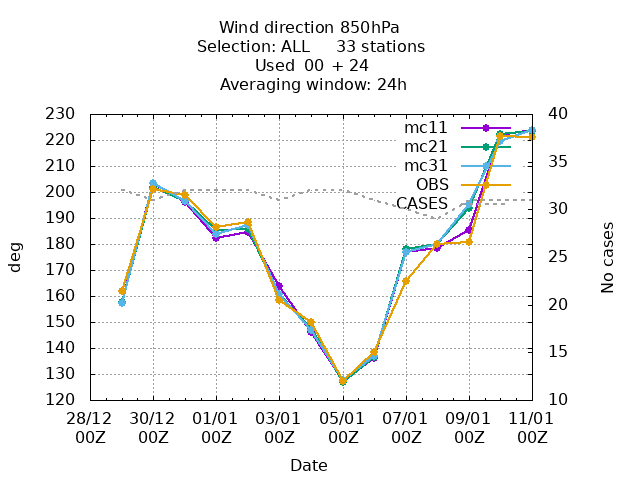 Wind direction 850hPa
Selection: ALL 33 stations
Used 00 + 24
Averaging window: 24h
230
220
210
200
190
180
170
160
150
140
130
120
deg
40
35
30
25
20
15
10
No cases
mc11
mc21
mc31
OBS
CASES
28/12 30/12 01/01 03/01 05/01 07/01 09/01 11/01
00Z 00Z 00Z 00Z 00Z 00Z 00Z 00Z
Date